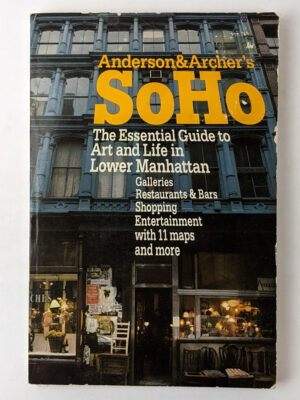 Anderson&Archer's
SoHo
The Essential Guide to
Art and Life in
Lower Manhattan
Galleries
Restaurants & Bars
Shopping
Entertainment
with 11 maps
and more